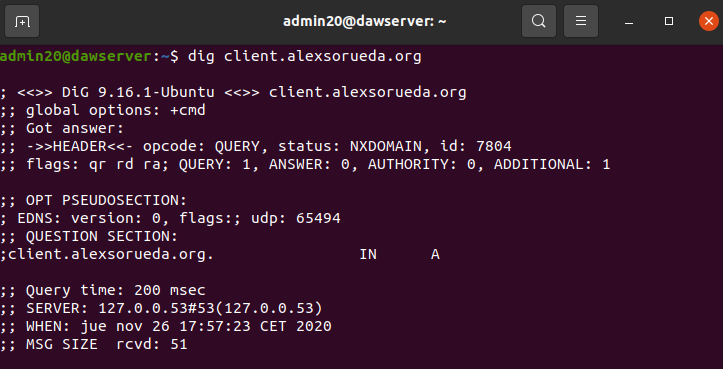 admin20@dawserver: ~
admin20@dawserver:~$ dig client.alexsorueda.org
; <<>> DiG 9.16.1-Ubuntu <<>> client.alexsorueda.org
;; global options: +cmd
;; Got answer:
;; ->>HEADER<<- opcode: QUERY, status: NXDOMAIN, id: 7804
;; flags: qr rd ra; QUERY: 1, ANSWER: 0, AUTHORITY: 0, ADDITIONAL: 1
;; OPT PSEUDOSECTION:
; EDNS: version: 0, flags:; udp: 65494
;; QUESTION SECTION:
;client.alexsorueda.org. IN A
;; Query time: 200 msec
;; SERVER: 127.0.0.53#53(127.0.0.53)
;; WHEN: jue nov 26 17:57:23 CET 2020
;; MSG SIZE rcvd: 51